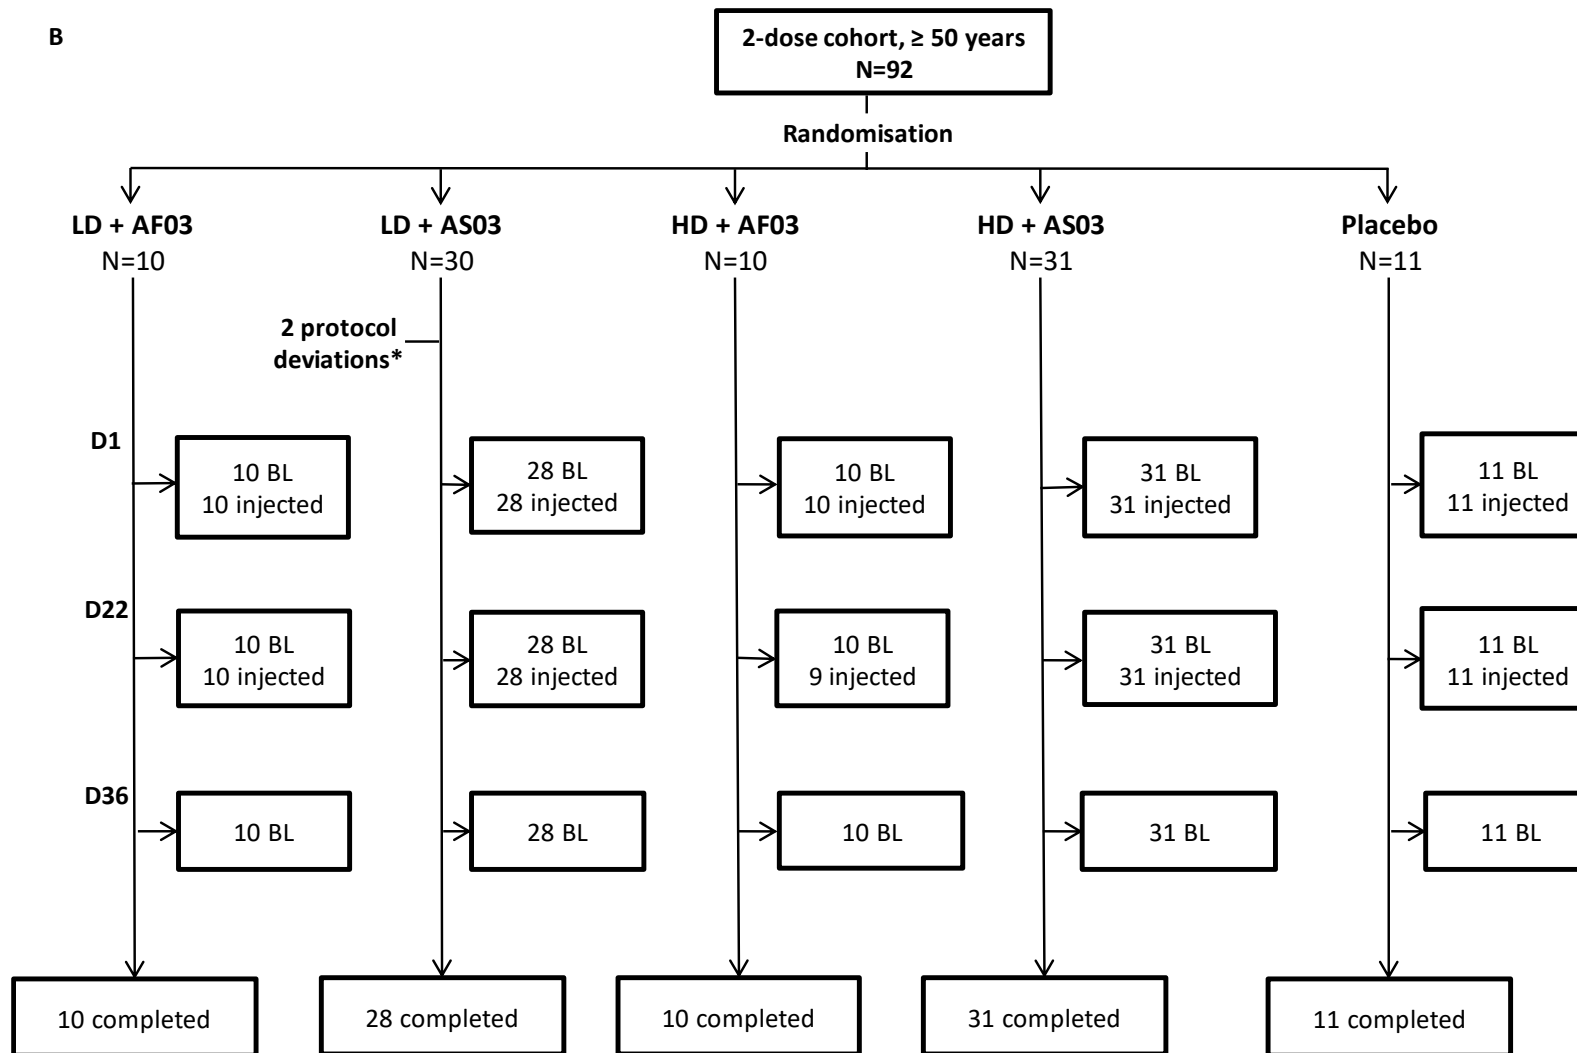 B
2-dose cohort, ≥ 50 years
N=92
Randomisation
LD + AF03
N=10
LD + AS03
N=30
HD + AF03
N=10
HD + AS03
N=31
Placebo
N=11
2 protocol
deviations*
D1
10 BL
10 injected
28 BL
28 injected
10 BL
10 injected
31 BL
31 injected
11 BL
11 injected
D22
10 BL
10 injected
28 BL
28 injected
10 BL
9 injected
31 BL
31 injected
11 BL
11 injected
D36
10 BL
28 BL
10 BL
31 BL
11 BL
10 completed
28 completed
10 completed
31 completed
11 completed